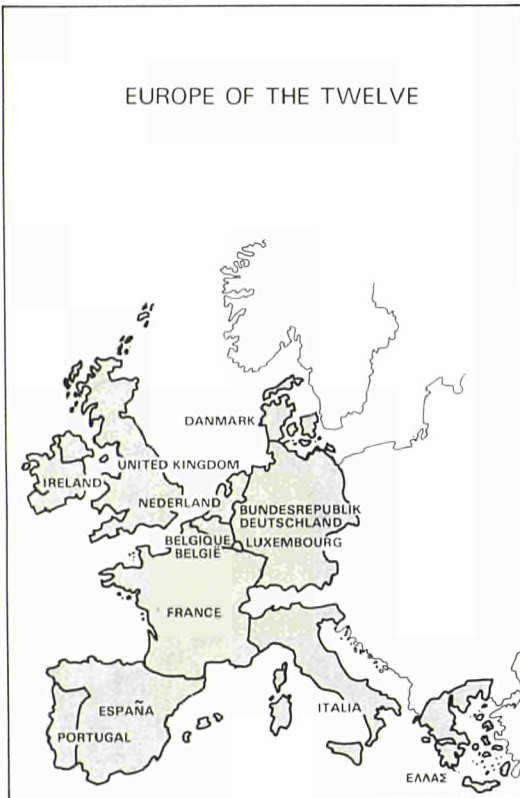 EUROPE OF THE TWELVE
DANMARK
UNITED KINGDOM
IRELAND
NEDERLAND
BUNDESREPUBLIK
DEUTSCHLAND
BELGIQUE
BELGIË
LUXEMBOURG
FRANCE
ESPAÑA
ITALIA
PORTUGAL
ΕΛΛΑΣ